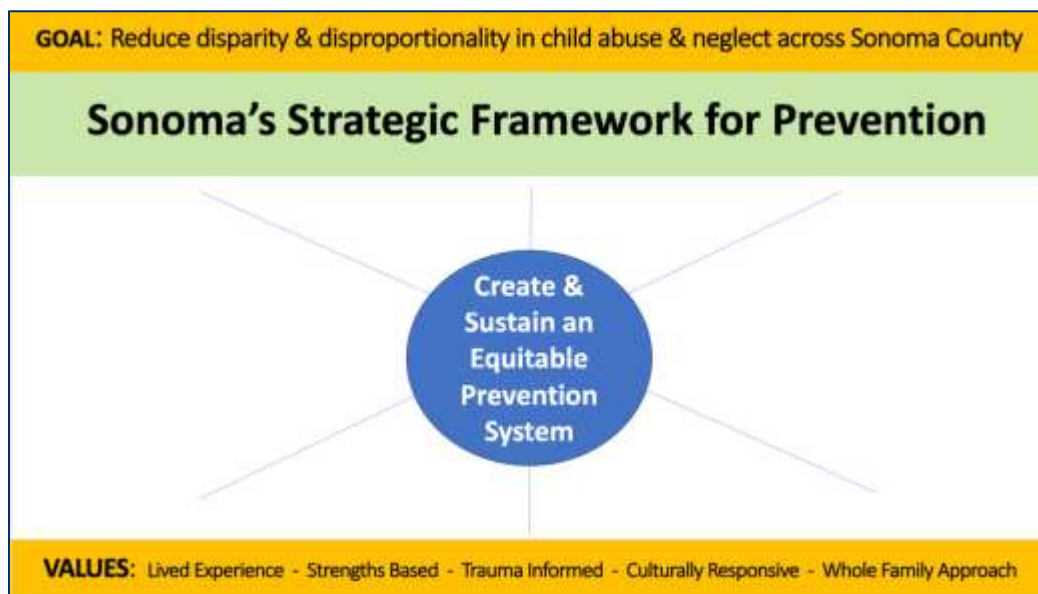 GOAL: Reduce disparity & disproportionality in child abuse & neglect across Sonoma County
Sonoma's Strategic Framework for Prevention
Create &
Sustain an
Equitable
Prevention
System
VALUES: Lived Experience - Strengths Based - Trauma Informed - Culturally Responsive - Whole Family Approach